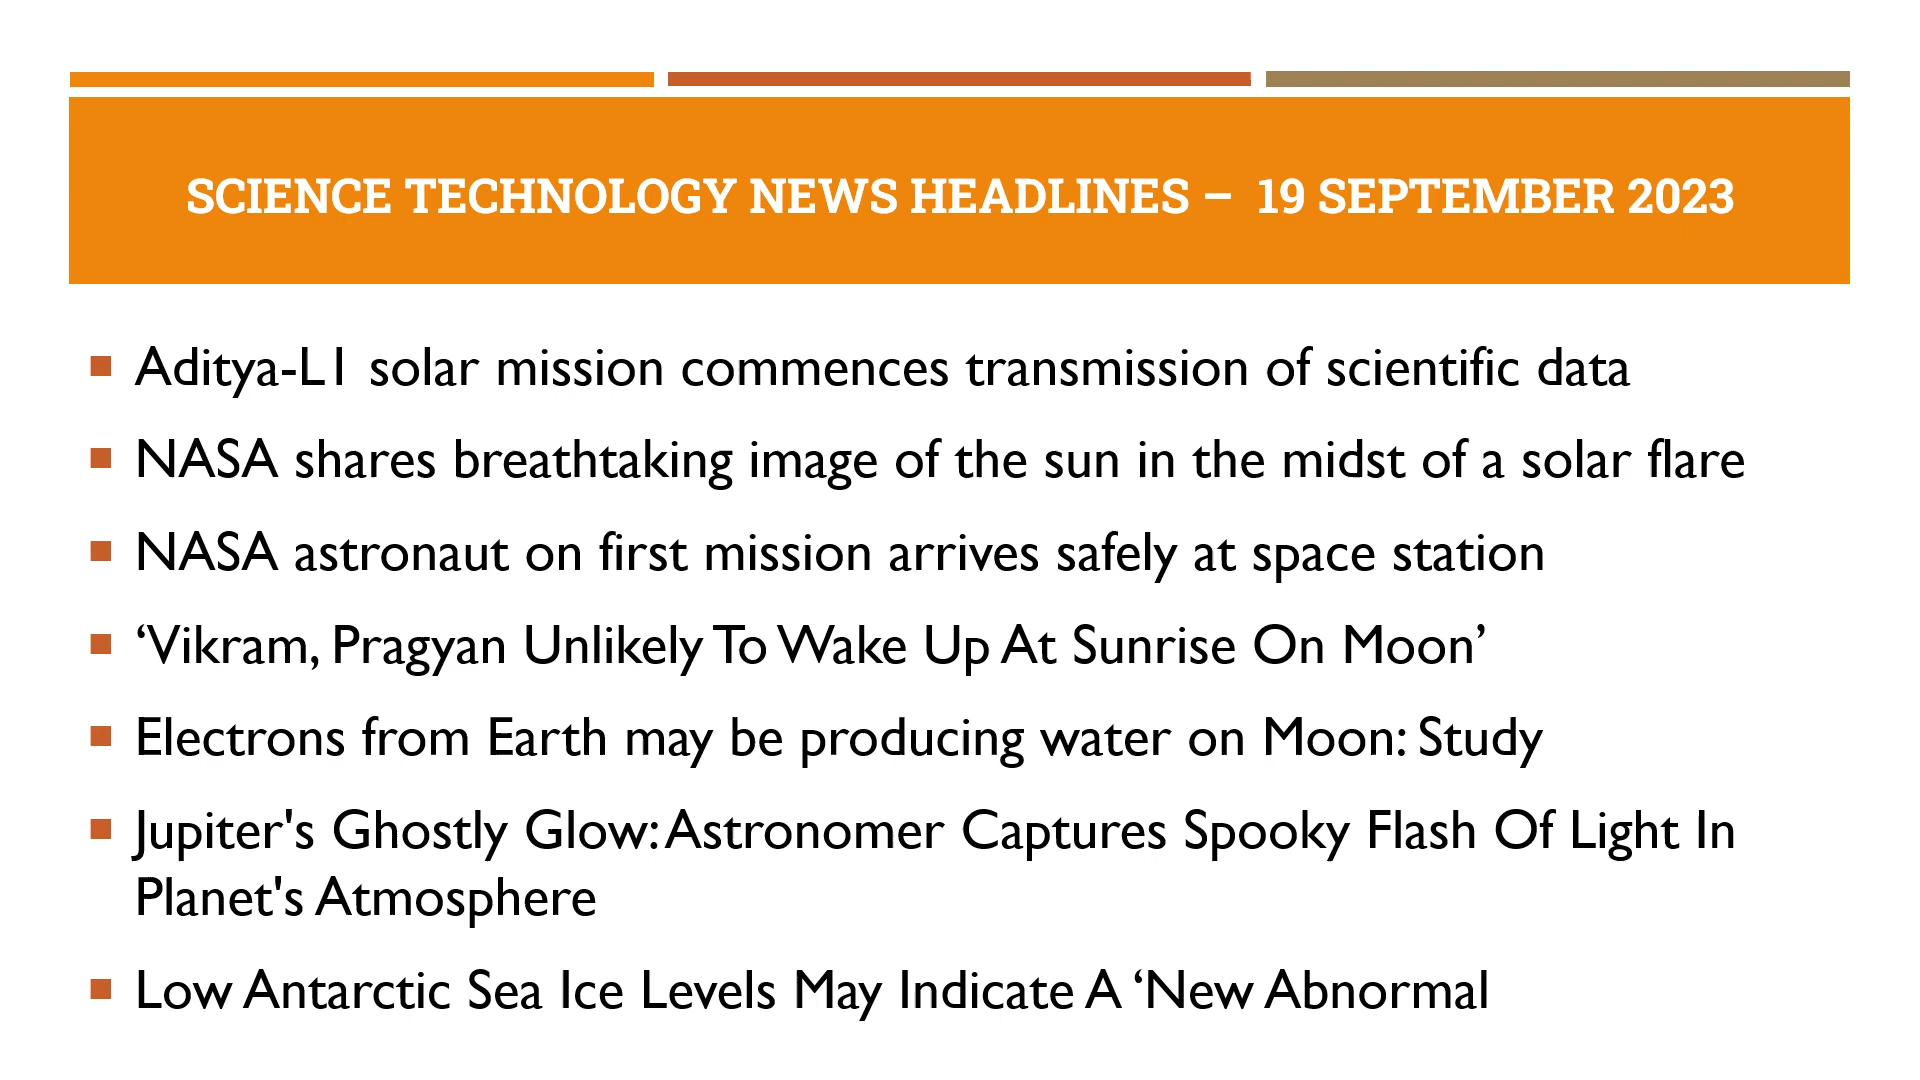 SCIENCE TECHNOLOGY NEWS HEADLINES – 19 SEPTEMBER 2023
Aditya-L1 solar mission commences transmission of scientific data
NASA shares breathtaking image of the sun in the midst of a solar flare
NASA astronaut on first mission arrives safely at space station
‘Vikram, Pragyan Unlikely To Wake Up At Sunrise On Moon’
Electrons from Earth may be producing water on Moon: Study
Jupiter's Ghostly Glow: Astronomer Captures Spooky Flash Of Light In
Planet's Atmosphere
Low Antarctic Sea Ice Levels May Indicate A ‘New Abnormal